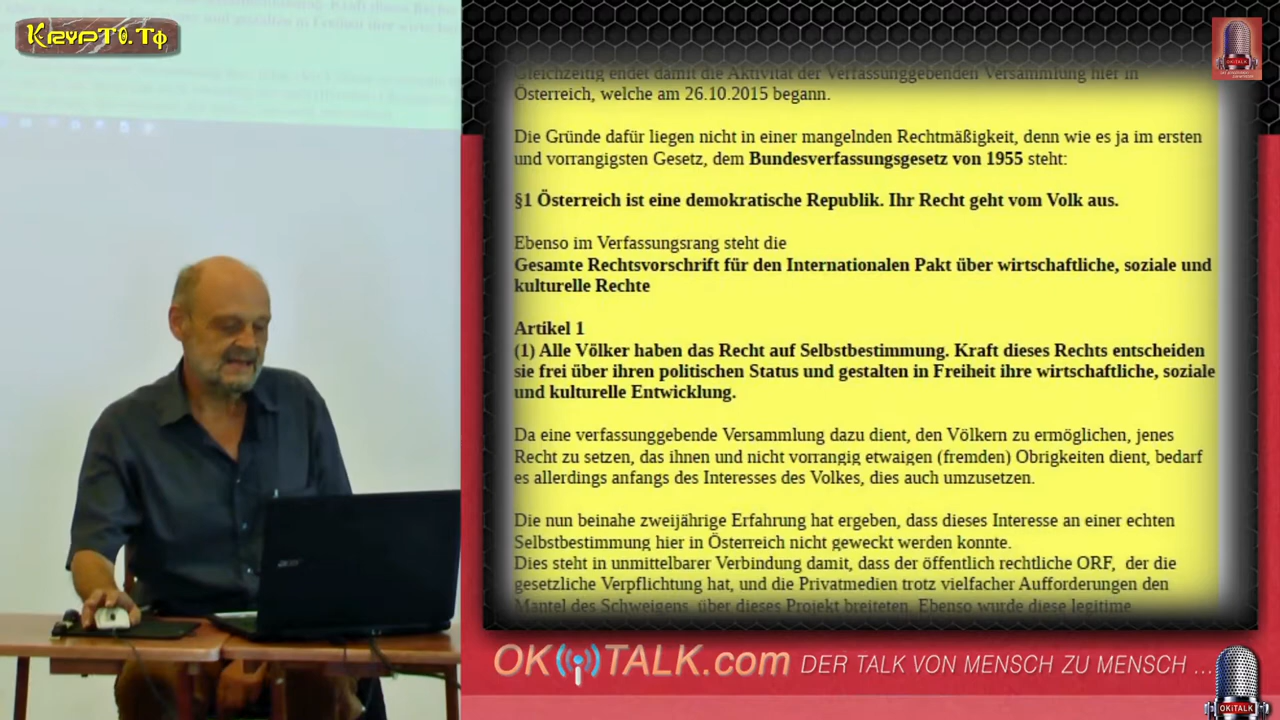 KRYPT0.TΦ
Gleichzeitig endet damit die Aktivität der Verfassunggebenden Versammlung hier in
Österreich, welche am 26.10.2015 begann.
Die Gründe dafür liegen nicht in einer mangelnden Rechtmäßigkeit, denn wie es ja im ersten
und vorrangigsten Gesetz, dem Bundesverfassungsgesetz von 1955 steht:
§1 Österreich ist eine demokratische Republik. Ihr Recht geht vom Volk aus.
Ebenso im Verfassungsrang steht die
Gesamte Rechtsvorschrift für den Internationalen Pakt über wirtschaftliche, soziale und
kulturelle Rechte
Artikel 1
(1) Alle Völker haben das Recht auf Selbstbestimmung. Kraft dieses Rechts entscheiden
sie frei über ihren politischen Status und gestalten in Freiheit ihre wirtschaftliche, soziale
und kulturelle Entwicklung.
Da eine verfassunggebende Versammlung dazu dient, den Völkern zu ermöglichen, jenes
Recht zu setzen, das ihnen und nicht vorrangig etwaigen (fremden) Obrigkeiten dient, bedarf
es allerdings anfangs des Interesses des Volkes, dies auch umzusetzen.
Die nun beinahe zweijährige Erfahrung hat ergeben, dass dieses Interesse an einer echten
Selbstbestimmung hier in Österreich nicht geweckt werden konnte.
Dies steht in unmittelbarer Verbindung damit, dass der öffentlich rechtliche ORF, der die
gesetzliche Verpflichtung hat, und die Privatmedien trotz vielfacher Aufforderungen den
Mantel des Schweigens über dieses Projekt breiteten. Ebenso wurde diese legitime
OKiTALK
acer
OKiTALK.com DER TALK VON MENSCH ZU MENSCH ...
OKiTALK